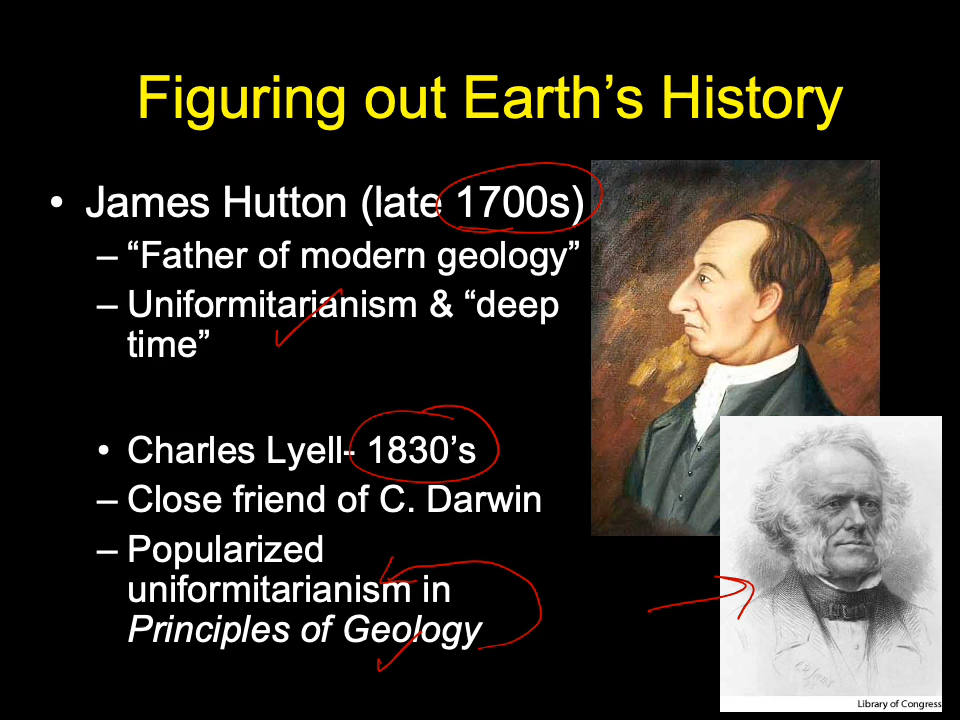 Figuring out Earth’s History
• James Hutton (late 1700s)
– “Father of modern geology”
– Uniformitarianism & “deep
time”
• Charles Lyell- 1830’s
– Close friend of C. Darwin
– Popularized
uniformitarianism in
Principles of Geology
Library of Congress